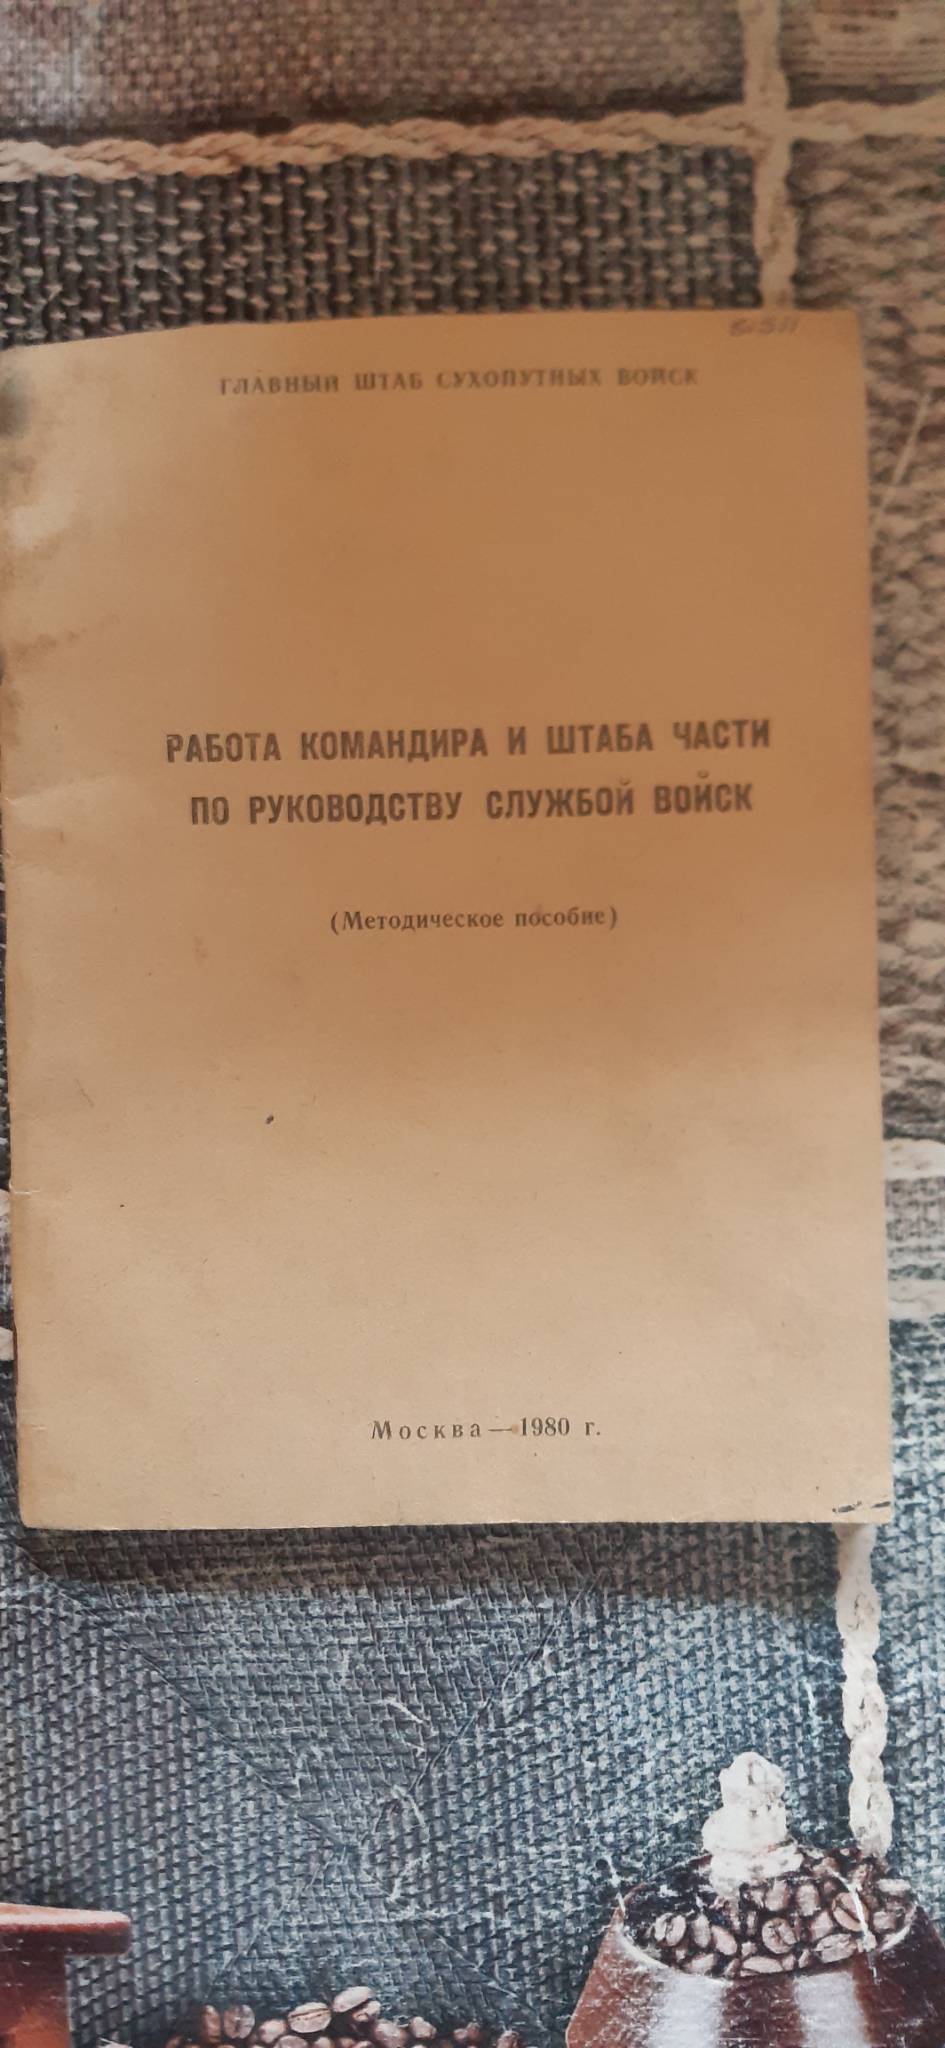 ГЛАВНЫЙ ШТАБ СУХОПУТНЫХ ВОЙСК
РАБОТА КОМАНДИРА И ШТАБА ЧАСТИ
ПО РУКОВОДСТВУ СЛУЖБОЙ ВОЙСК
(Методическое пособие)
Москва — 1980 г.